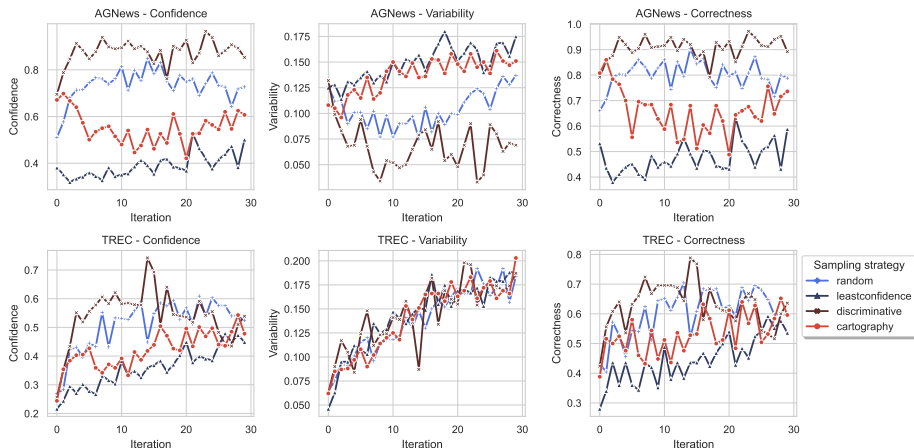 AGNews - Confidence
AGNews - Variability
AGNews - Correctness
Confidence
0.8
0.6
0.4
0 10 20 30
Iteration
Variability
0.175
0.150
0.125
0.100
0.075
0.050
0 10 20 30
Iteration
Correctness
1.0
0.9
0.8
0.7
0.6
0.5
0.4
0 10 20 30
Iteration
TREC - Confidence
TREC - Variability
TREC - Correctness
Confidence
0.7
0.6
0.5
0.4
0.3
0.2
0 10 20 30
Iteration
Variability
0.200
0.175
0.150
0.125
0.100
0.075
0.050
0 10 20 30
Iteration
Correctness
0.8
0.7
0.6
0.5
0.4
0.3
0 10 20 30
Iteration
Sampling strategy
random
leastconfidence
discriminative
cartography